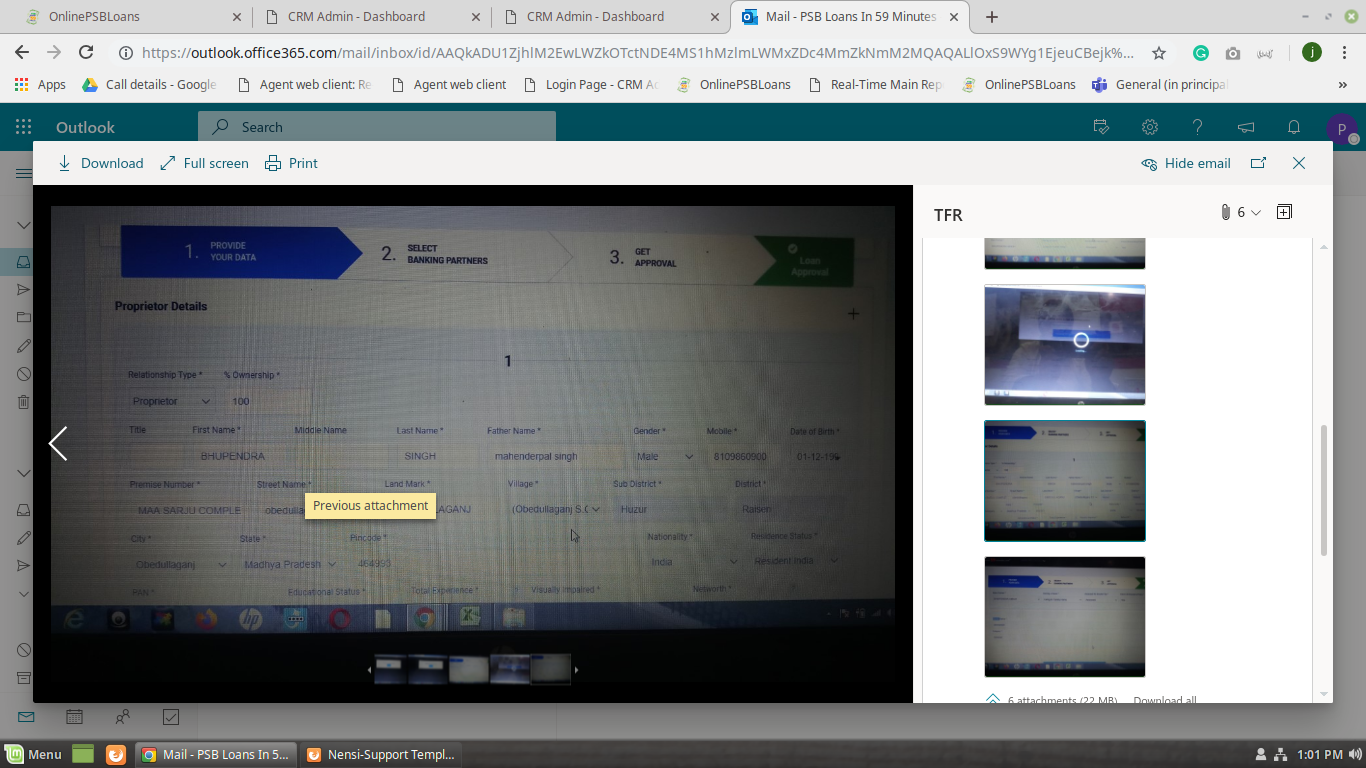 OnlinePSBLoans
CRM Admin - Dashboard
CRM Admin - Dashboard
Mail - PSB Loans In 59 Minutes
https://outlook.office365.com/mail/inbox/id/AAQkADU1ZjhlM2EwLWZkOTctNDE4MS1hMzlmLWMxZDc4MmZkNmM2MQAQALlOxS9WYg1EjeuCBejk%...
j
Apps
Call details - Google
Agent web client: Re
Agent web client
Login Page - CRM Ad
OnlinePSBLoans
Real-Time Main Rep
OnlinePSBLoans
General (in principal
»
Outlook
Search
P
Download
Full screen
Print
Hide email
TFR
6
1. PROVIDE YOUR DATA
2. SELECT BANKING PARTNERS
3. GET APPROVAL
Loan Approval
Proprietor Details
+
1
Relationship Type * % Ownership *
Proprietor 100
Title First Name * Middle Name Last Name * Father Name * Gender * Mobile * Date of Birth *
BHUPENDRA SINGH mahenderpal singh Male 8109860900 01-12-199
Premise Number * Street Name * Land Mark * Village * Sub District * District *
MAA SARJU COMPLE obedulla LAGANJ (Obedullaganj S.O Huzur Raisen
Previous attachment
City * State * Pincode * Nationality * Residence Status *
Obedullaganj Madhya Pradesh 464993 India Resident India
PAN * Educational Status * Total Experience * Visually Impaired * Networth *
6 attachments (22 MB) Download all
Menu
Mail - PSB Loans In 5...
Nensi-Support Templ...
1:01 PM